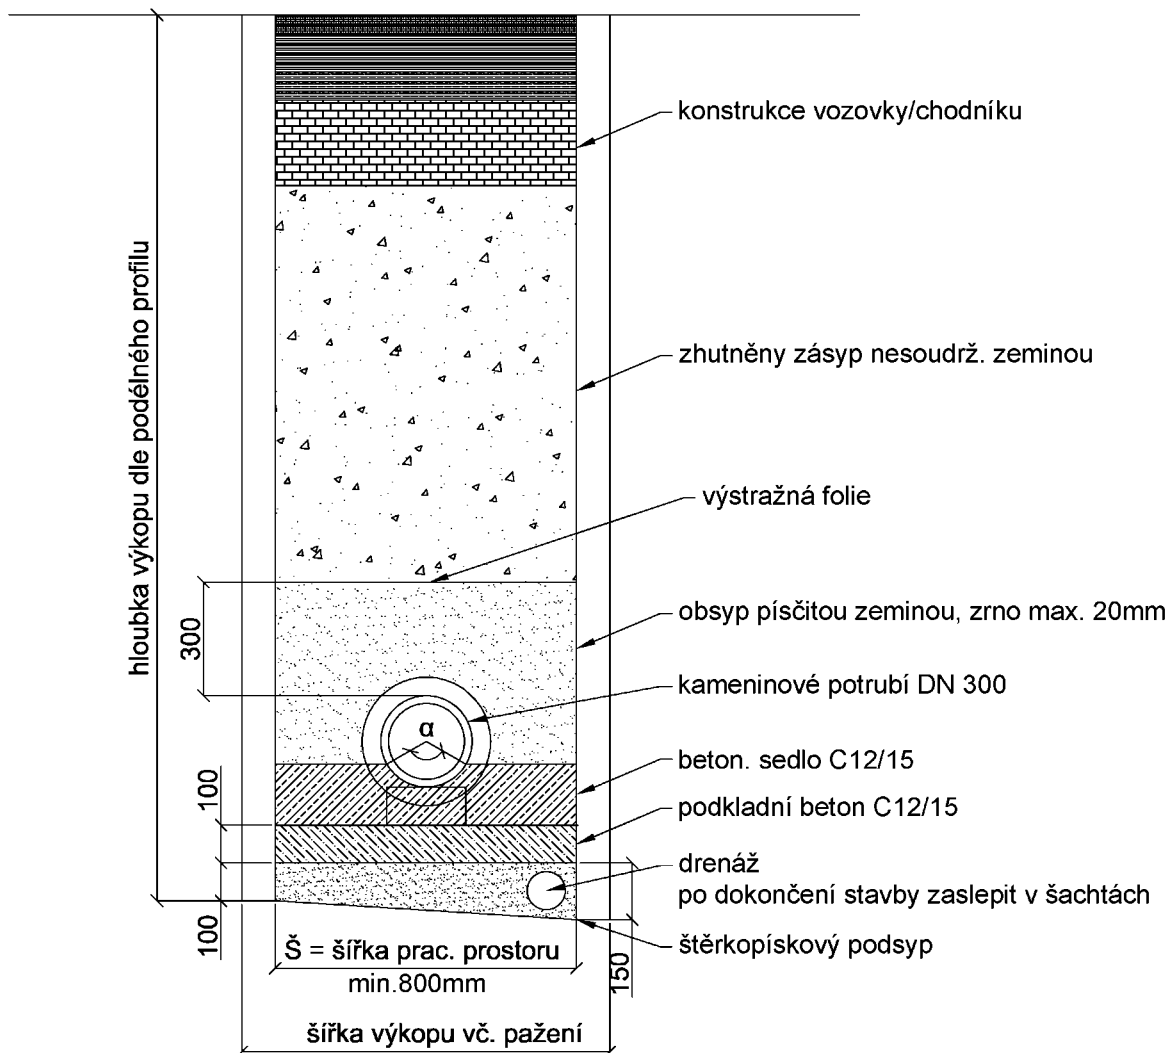 konstrukce vozovky/chodníku
hloubka výkopu dle podélného profilu
zhutněny zásyp nesoudrž. zeminou
výstražná folie
300
obsyp písčitou zeminou, zrno max. 20mm
kameninové potrubí DN 300
α
beton. sedlo C12/15
100
podkladní beton C12/15
drenáž
po dokončení stavby zaslepit v šachtách
100
štěrkopískový podsyp
150
Š = šířka prac. prostoru
min.800mm
šířka výkopu vč. pažení